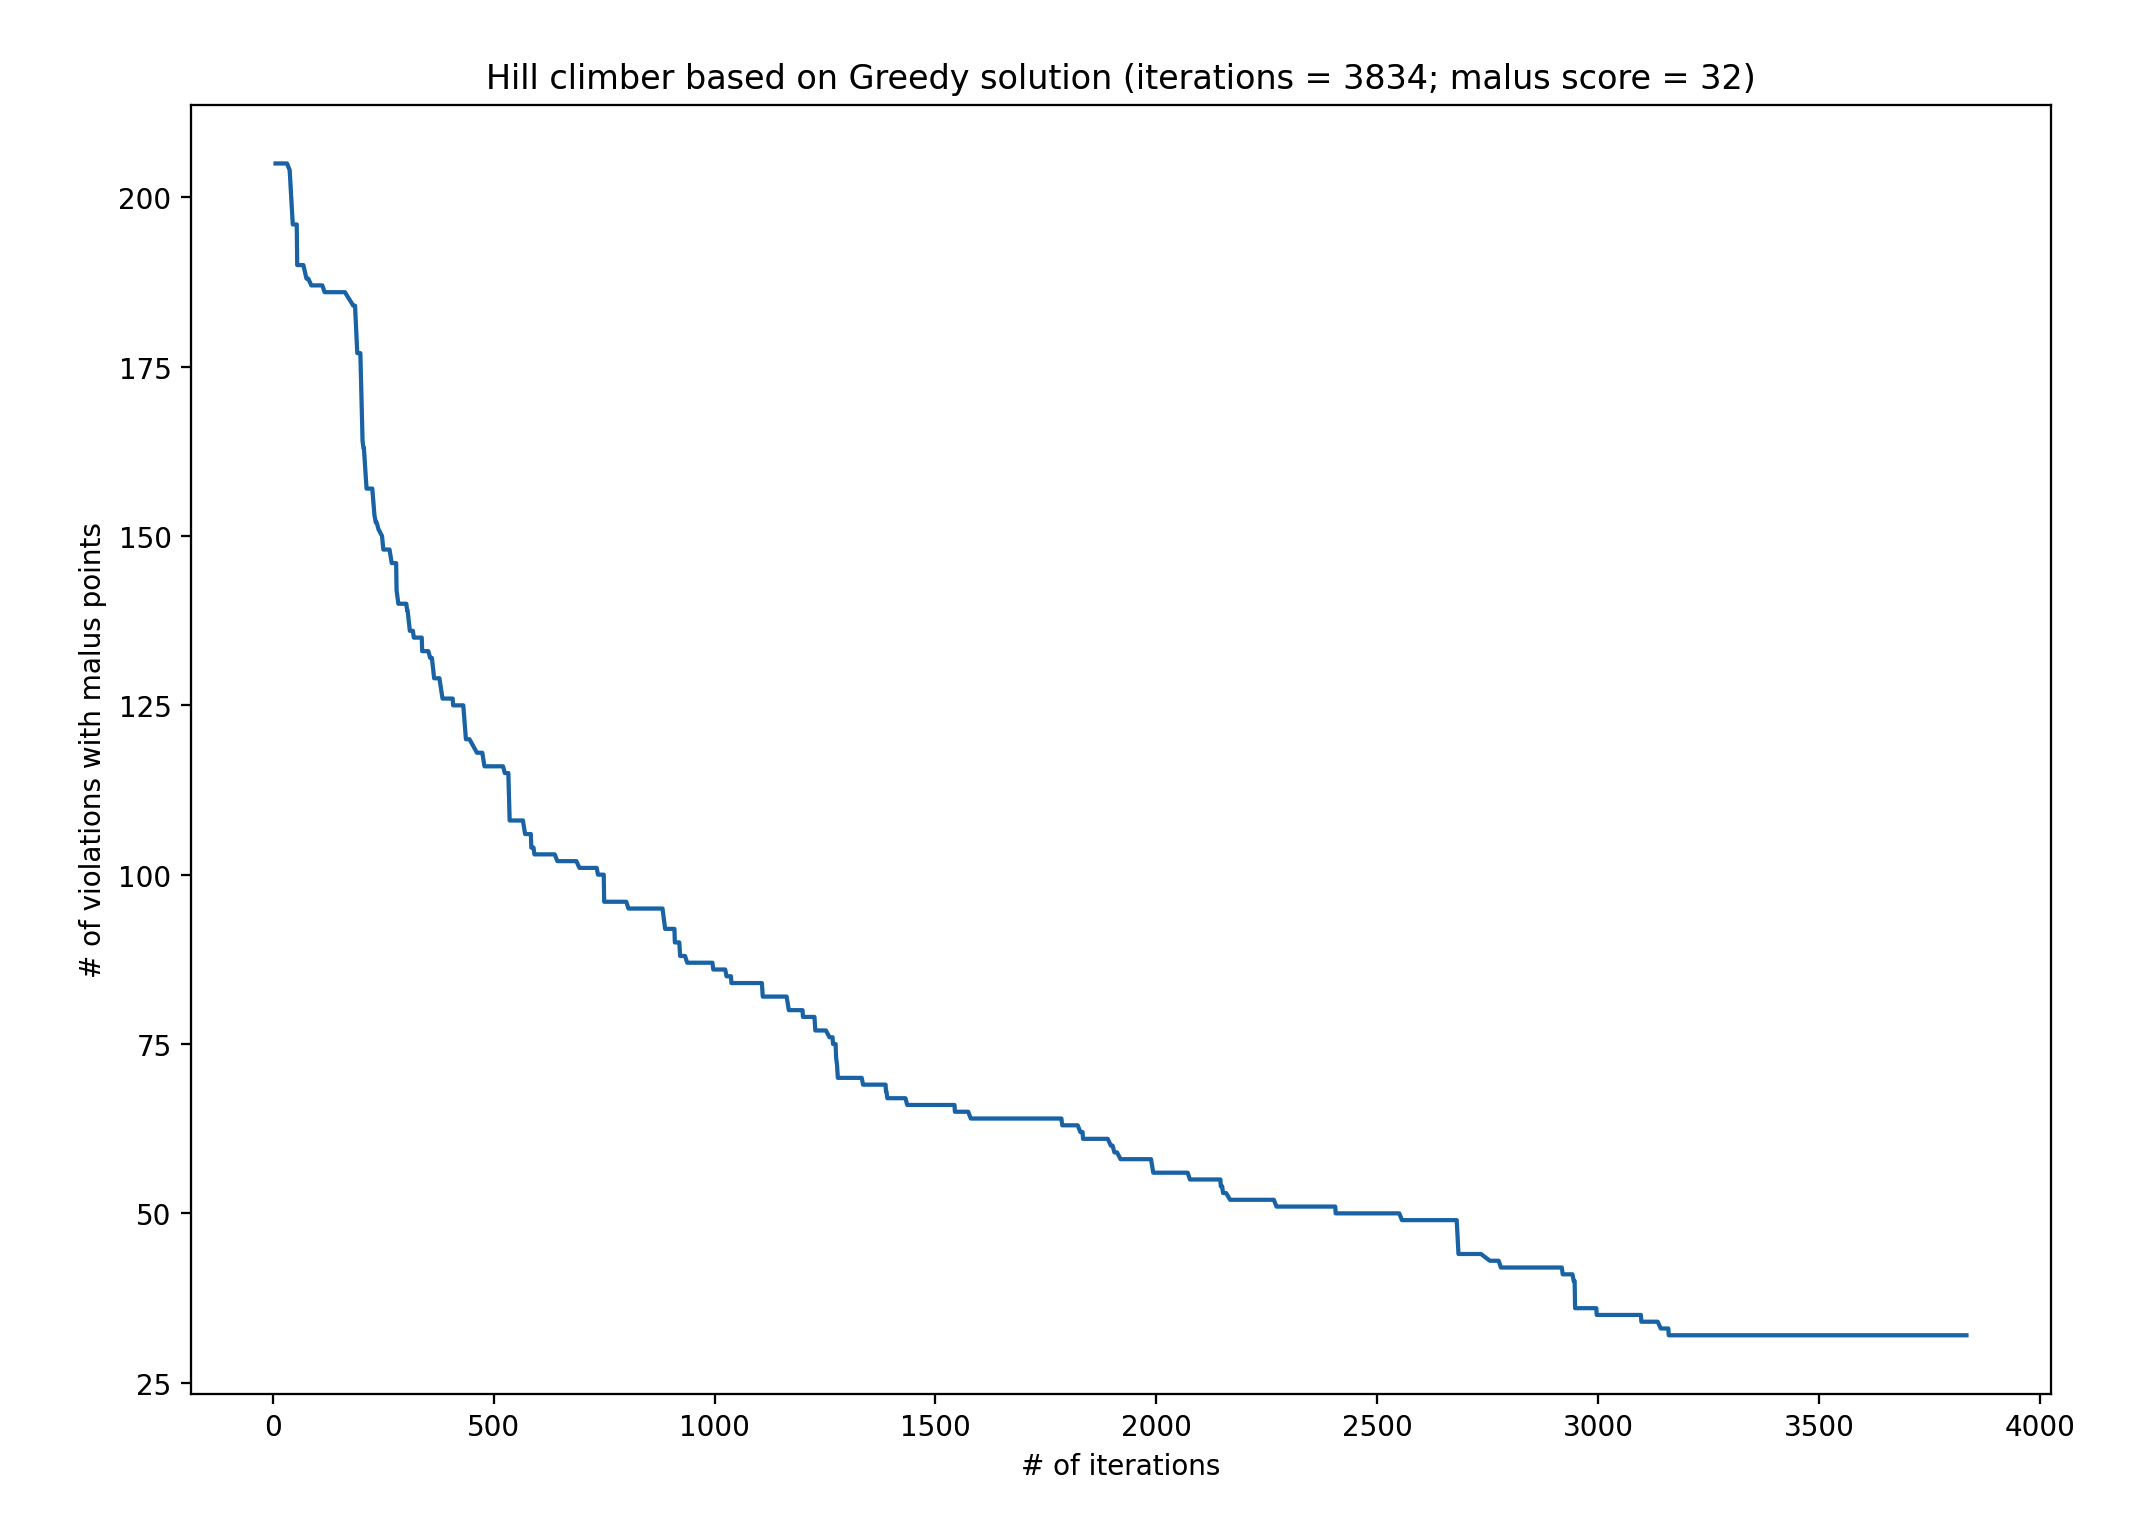 Hill climber based on Greedy solution (iterations = 3834; malus score = 32)
# of violations with malus points
200
175
150
125
100
75
50
25
0 500 1000 1500 2000 2500 3000 3500 4000
# of iterations